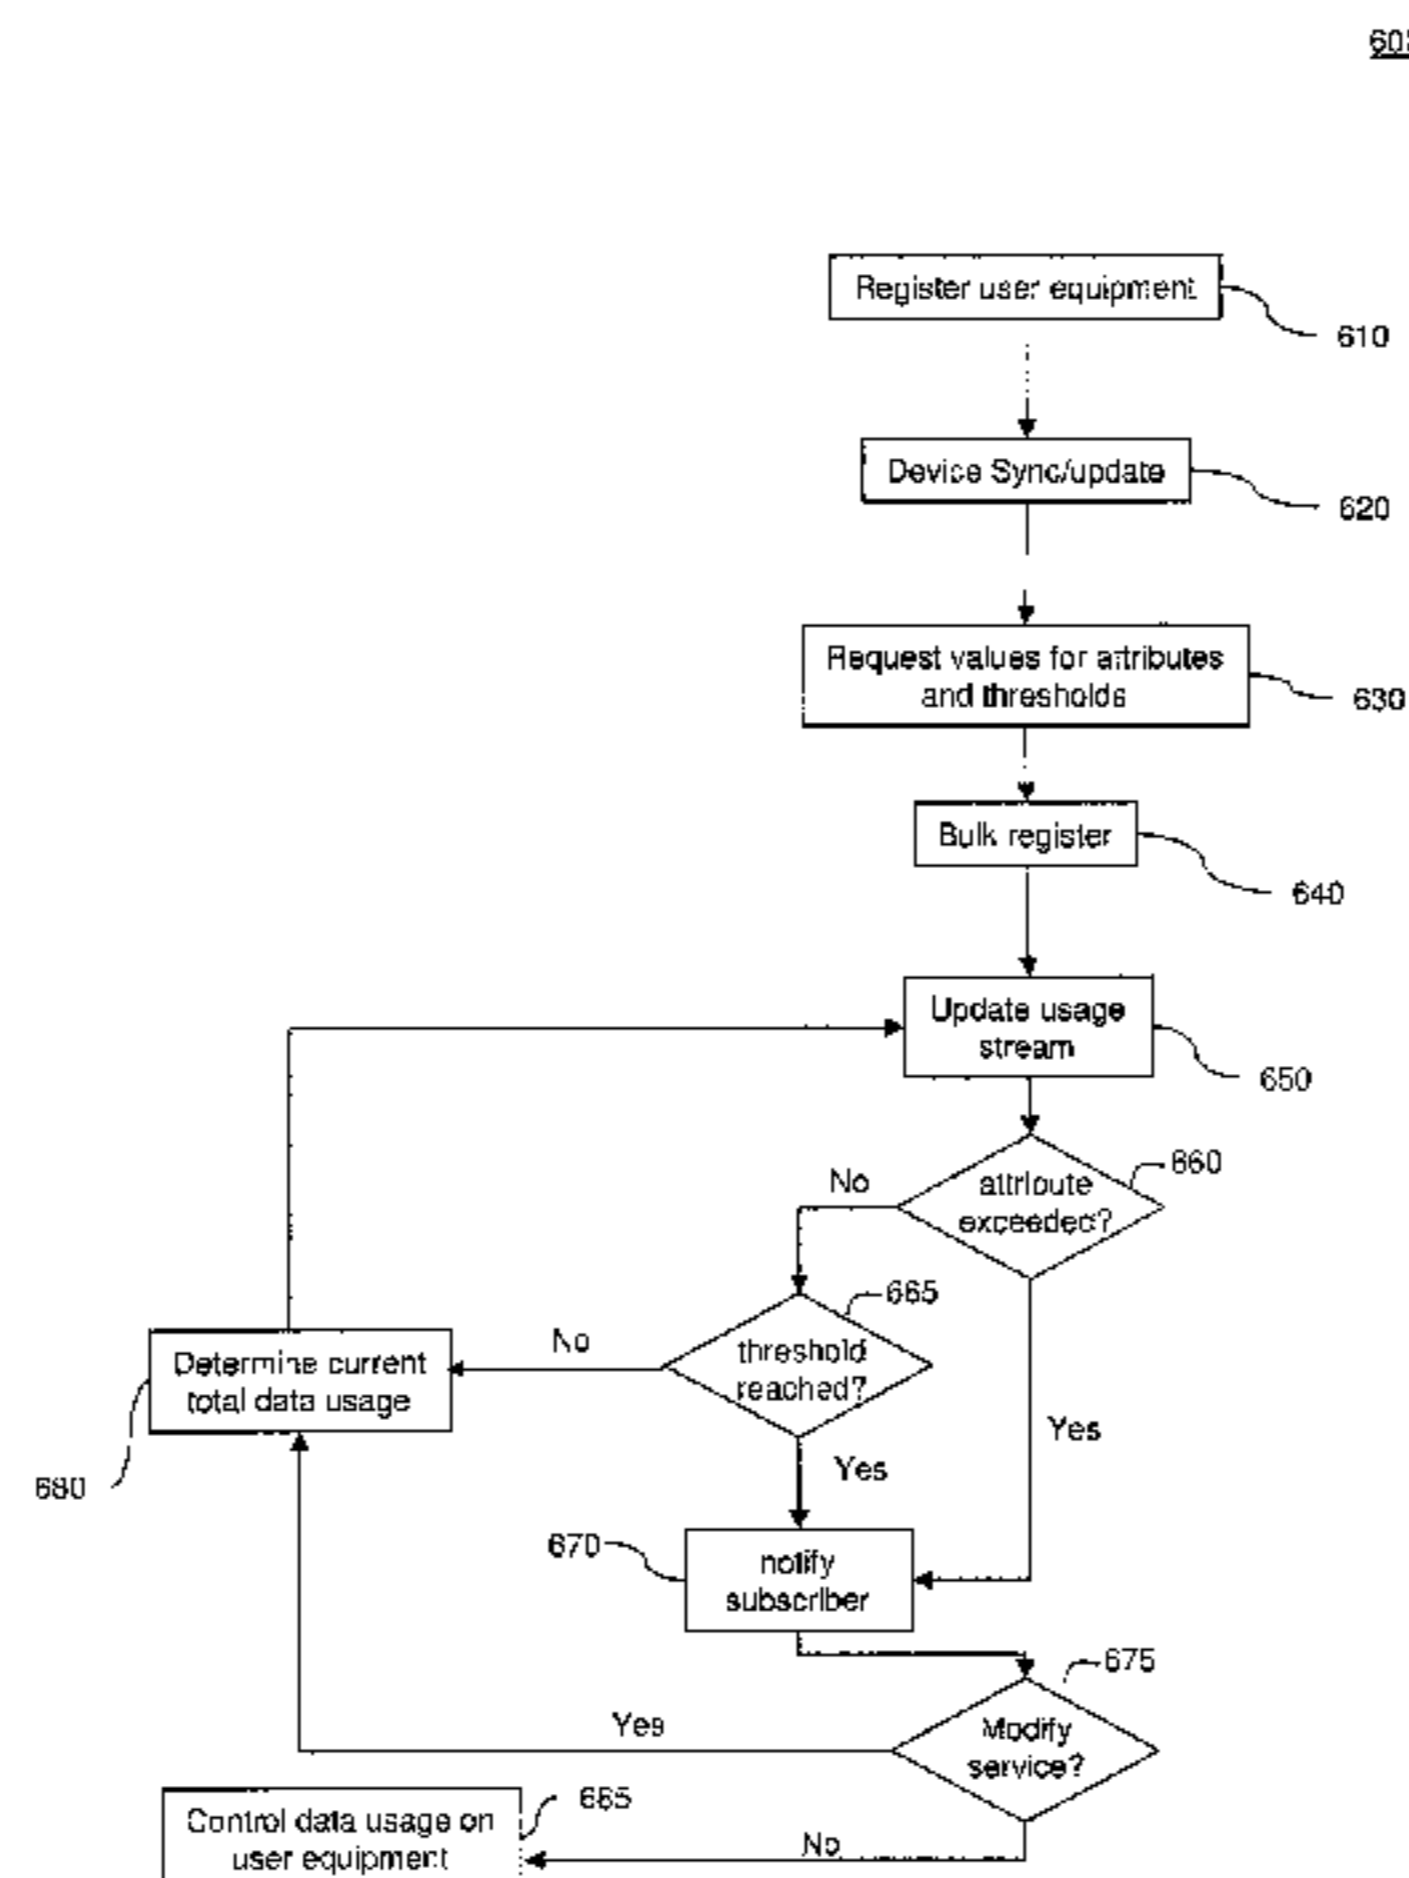 Register user equipment
610
Device Sync/update
620
Request values for attributes
and thresholds
630
Bulk register
640
Update usage
stream
650
attribute
exceeded?
660
No
threshold
reached?
665
No
Determine current
total data usage
680
Yes
Yes
notify
subscriber
670
Modify
service?
675
Yes
Control data usage on
user equipment
No